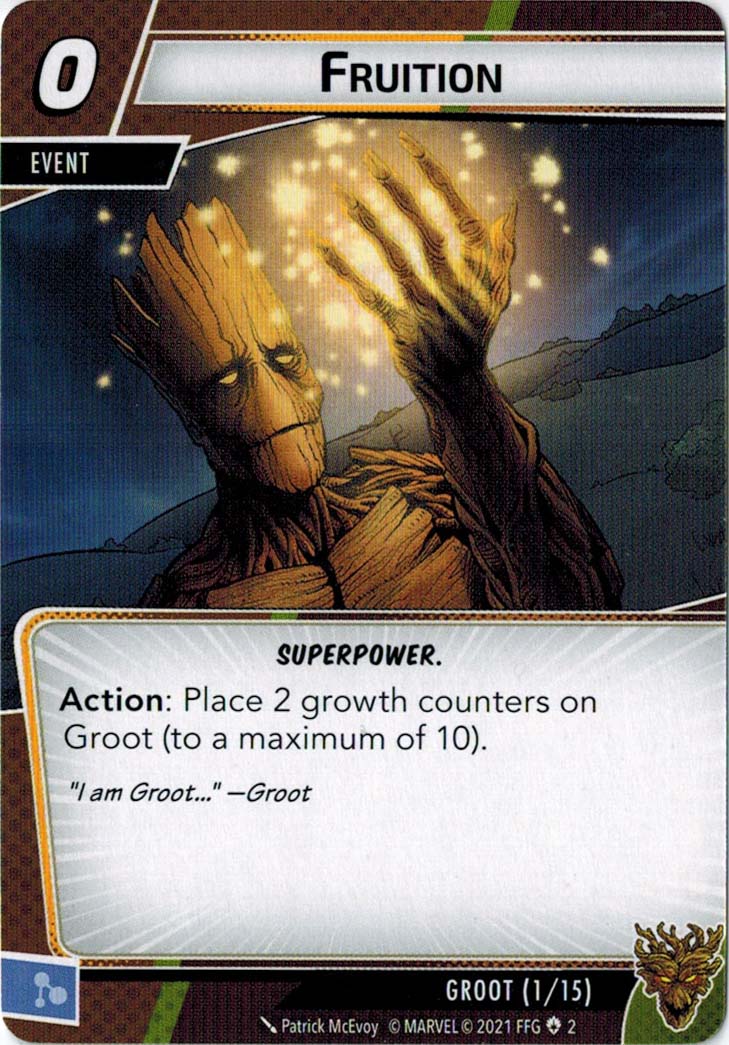 0
FRUITION
EVENT
SUPERPOWER.
Action: Place 2 growth counters on
Groot (to a maximum of 10).
"I am Groot..." —Groot
GROOT (1/15)
Patrick McEvoy © MARVEL © 2021 FFG 2